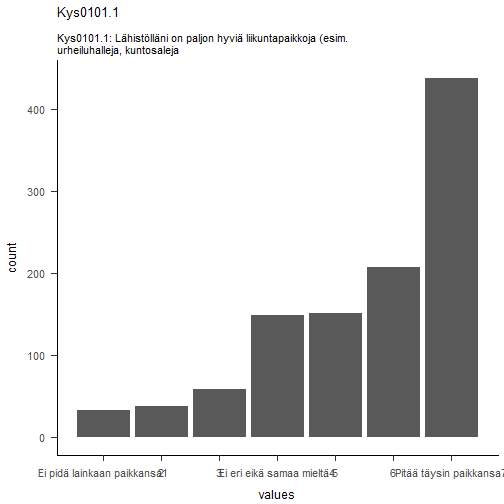 Kys0101.1
Kys0101.1: Lähistölläni on paljon hyviä liikuntapaikkoja (esim.
urheiluhalleja, kuntosaleja
400
300
200
100
0
count
Ei pidä lainkaan paikkansa1 2 3 Ei eri eikä samaa mieltä4 5 6 Pitää täysin paikkansa7
values